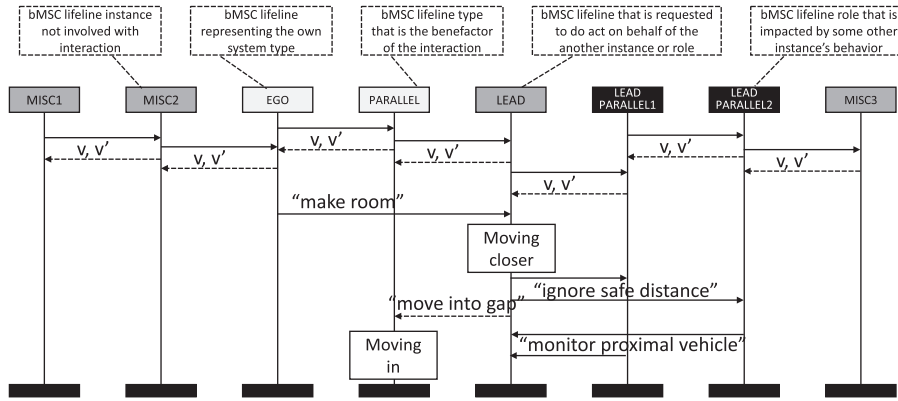 bMSC lifeline instance
not involved with
interaction
bMSC lifeline
representing the own
system type
bMSC lifeline type
that is the benefactor
of the interaction
bMSC lifeline that is requested
to do act on behalf of the
another instance or role
bMSC lifeline role that is
impacted by some other
instance's behavior
MISC1
MISC2
EGO
PARALLEL
LEAD
LEAD
PARALLEL1
LEAD
PARALLEL2
MISC3
v, v’
v, v’
v, v’
v, v’
v, v’
v, v’
v, v’
“make room”
Moving
closer
“ignore safe distance”
“move into gap”
Moving
in
“monitor proximal vehicle”